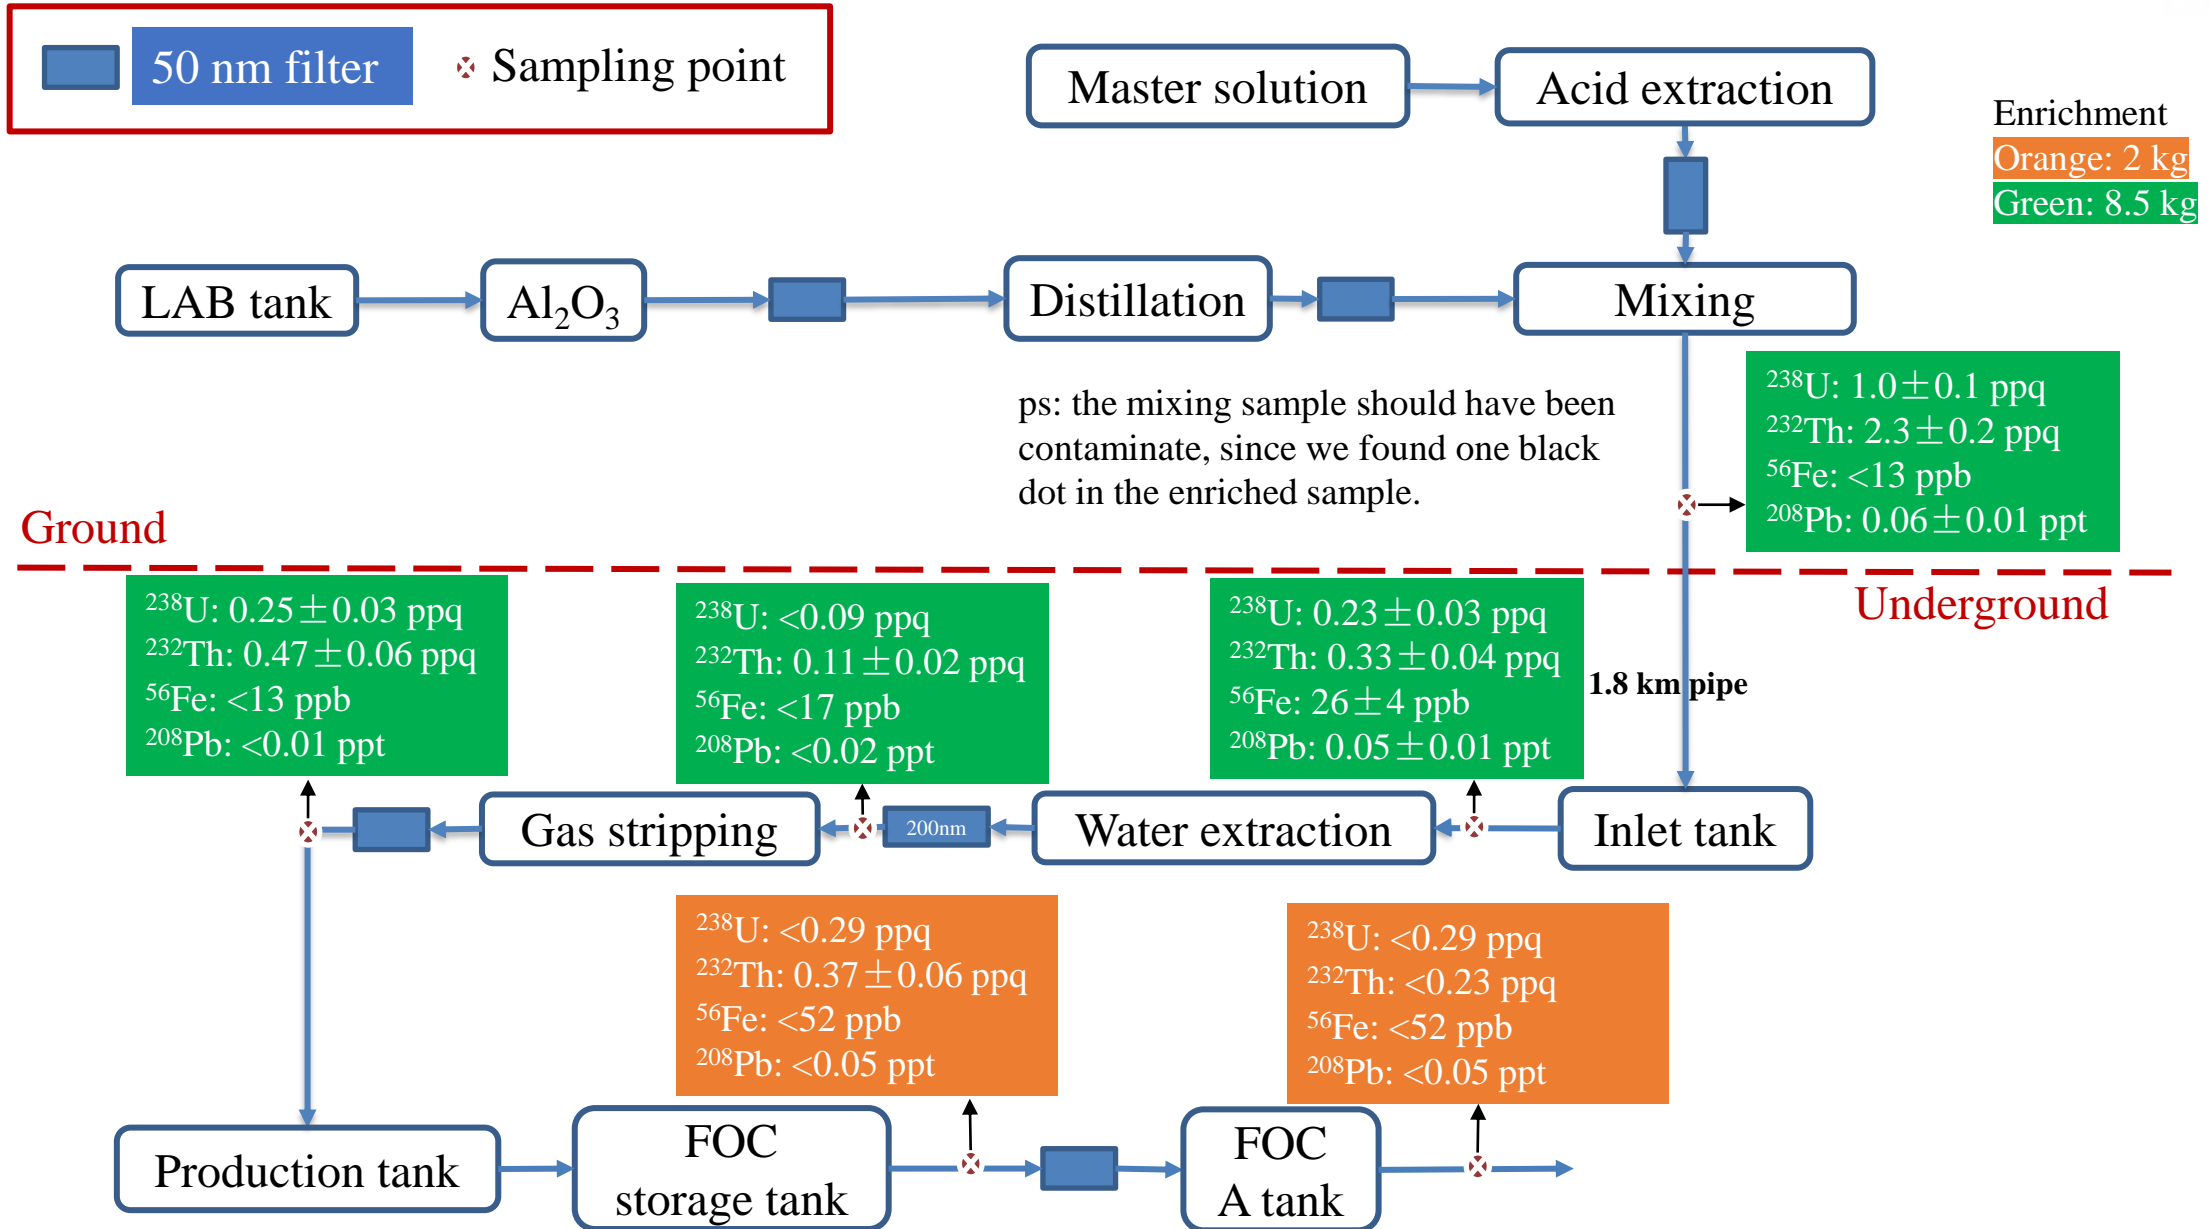 50 nm filter
Sampling point
Master solution
Acid extraction
Enrichment
Orange: 2 kg
Green: 8.5 kg
LAB tank
Al₂O₃
Distillation
Mixing
ps: the mixing sample should have been
contaminate, since we found one black
dot in the enriched sample.
²³⁸U: 1.0±0.1 ppq
²³²Th: 2.3±0.2 ppq
⁵⁶Fe: <13 ppb
²⁰⁸Pb: 0.06±0.01 ppt
Ground
Underground
²³⁸U: 0.25±0.03 ppq
²³²Th: 0.47±0.06 ppq
⁵⁶Fe: <13 ppb
²⁰⁸Pb: <0.01 ppt
²³⁸U: <0.09 ppq
²³²Th: 0.11±0.02 ppq
⁵⁶Fe: <17 ppb
²⁰⁸Pb: <0.02 ppt
²³⁸U: 0.23±0.03 ppq
²³²Th: 0.33±0.04 ppq
⁵⁶Fe: 26±4 ppb
²⁰⁸Pb: 0.05±0.01 ppt
1.8 km pipe
Gas stripping
200nm
Water extraction
Inlet tank
²³⁸U: <0.29 ppq
²³²Th: 0.37±0.06 ppq
⁵⁶Fe: <52 ppb
²⁰⁸Pb: <0.05 ppt
²³⁸U: <0.29 ppq
²³²Th: <0.23 ppq
⁵⁶Fe: <52 ppb
²⁰⁸Pb: <0.05 ppt
Production tank
FOC
storage tank
FOC
A tank